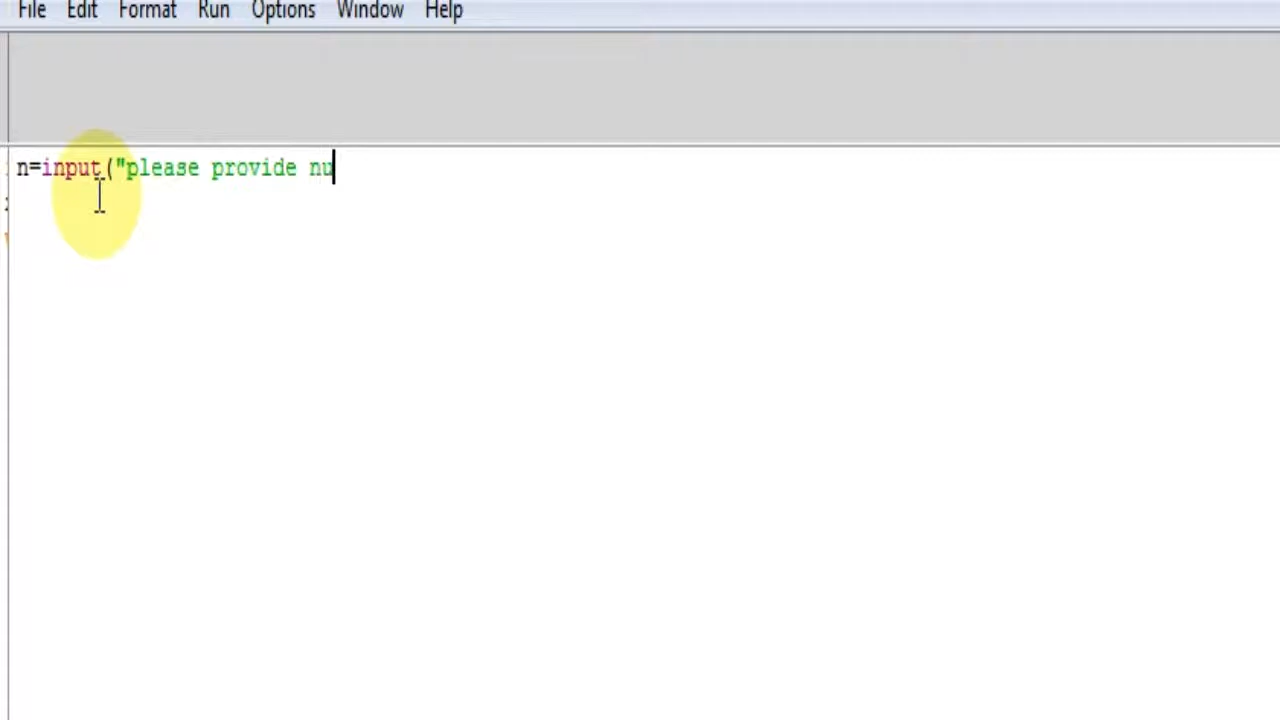 File Edit Format Run Options Window Help
n=input("please provide nu